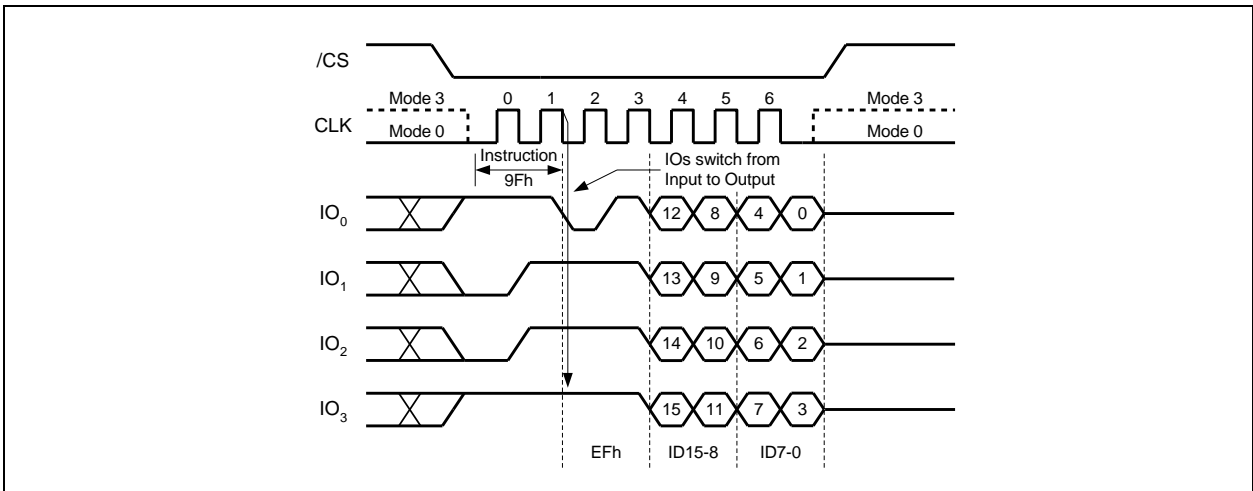 /CS
Mode 3 0 1 2 3 4 5 6 Mode 3
CLK
Mode 0 Mode 0
Instruction
9Fh
IOs switch from
Input to Output
IO0 12 8 4 0
IO1 13 9 5 1
IO2 14 10 6 2
IO3 15 11 7 3
EFh ID15-8 ID7-0